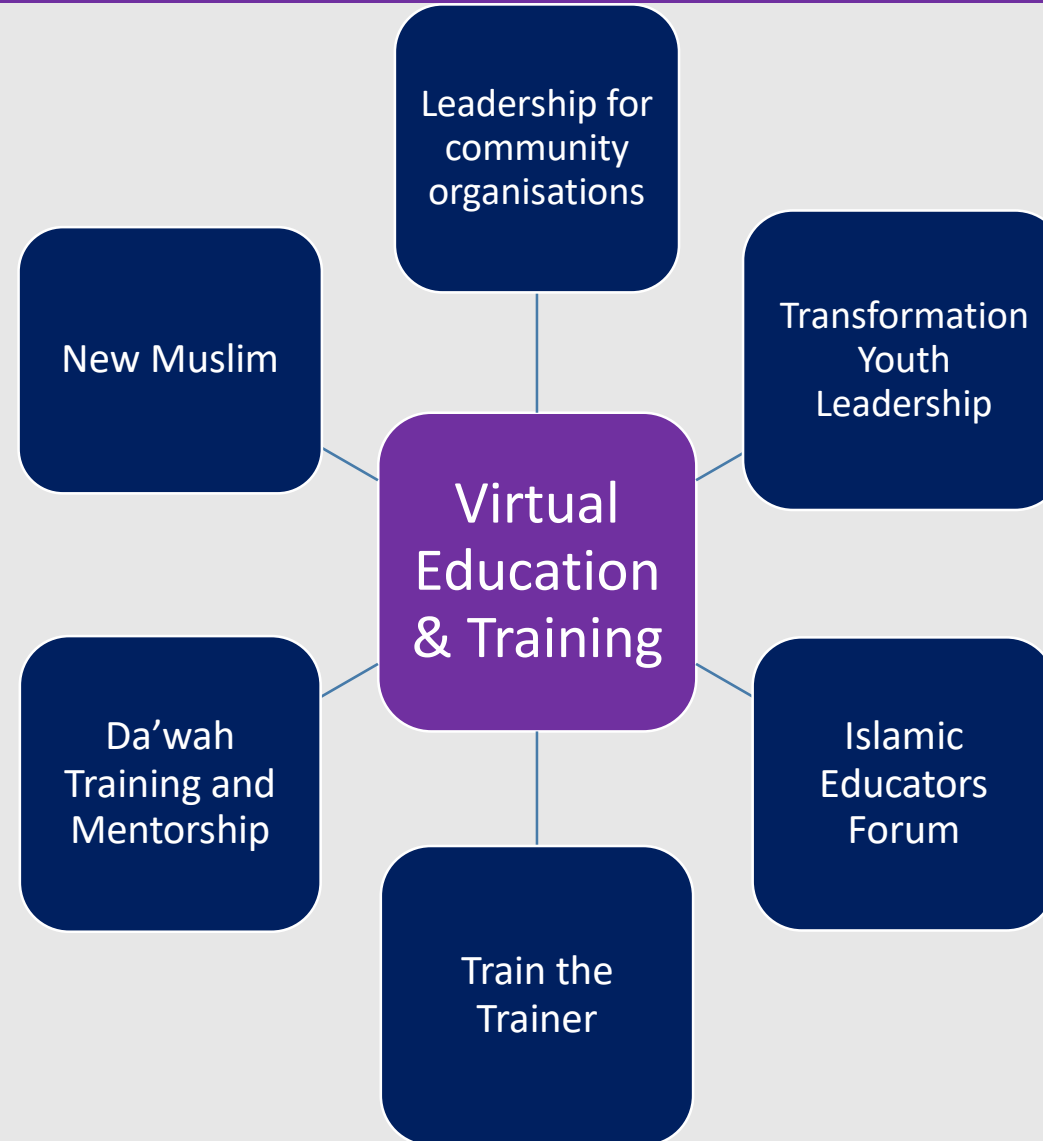 Leadership for
community
organisations
Transformation
Youth
Leadership
New Muslim
Virtual
Education
& Training
Da’wah
Training and
Mentorship
Islamic
Educators
Forum
Train the
Trainer